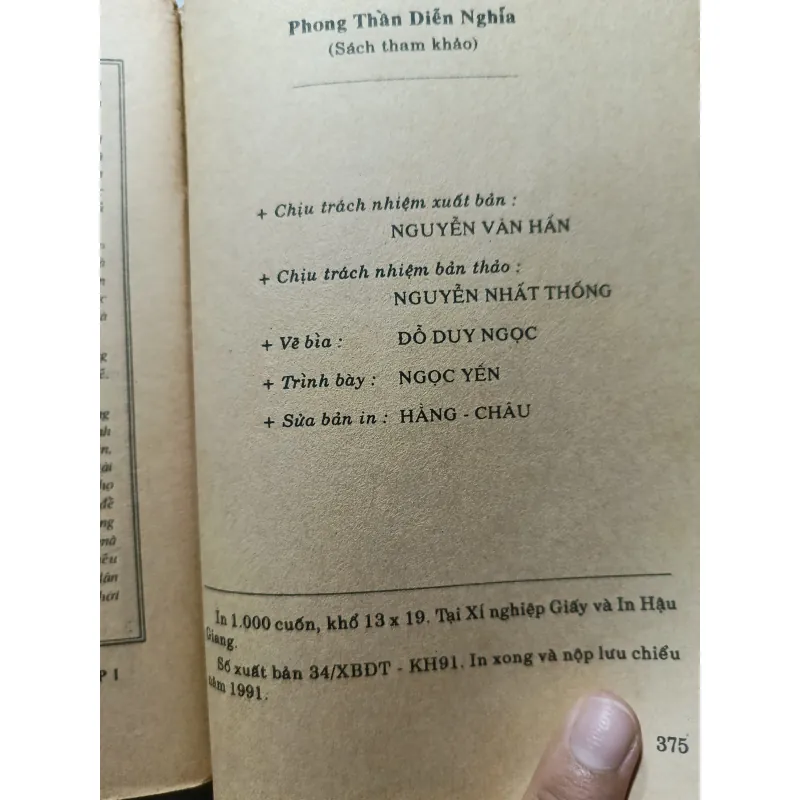 Phong Thần Diễn Nghĩa
(Sách tham khảo)
+ Chịu trách nhiệm xuất bản :
NGUYỄN VĂN HẤN
+ Chịu trách nhiệm bản thảo :
NGUYỄN NHẤT THỐNG
+ Vẽ bìa : ĐỖ DUY NGỌC
+ Trình bày : NGỌC YẾN
+ Sửa bản in : HẰNG - CHÂU
In 1.000 cuốn, khổ 13 x 19. Tại Xí nghiệp Giấy và In Hậu
Giang.
Số xuất bản 34/XBĐT - KH91. In xong và nộp lưu chiểu
năm 1991.
375